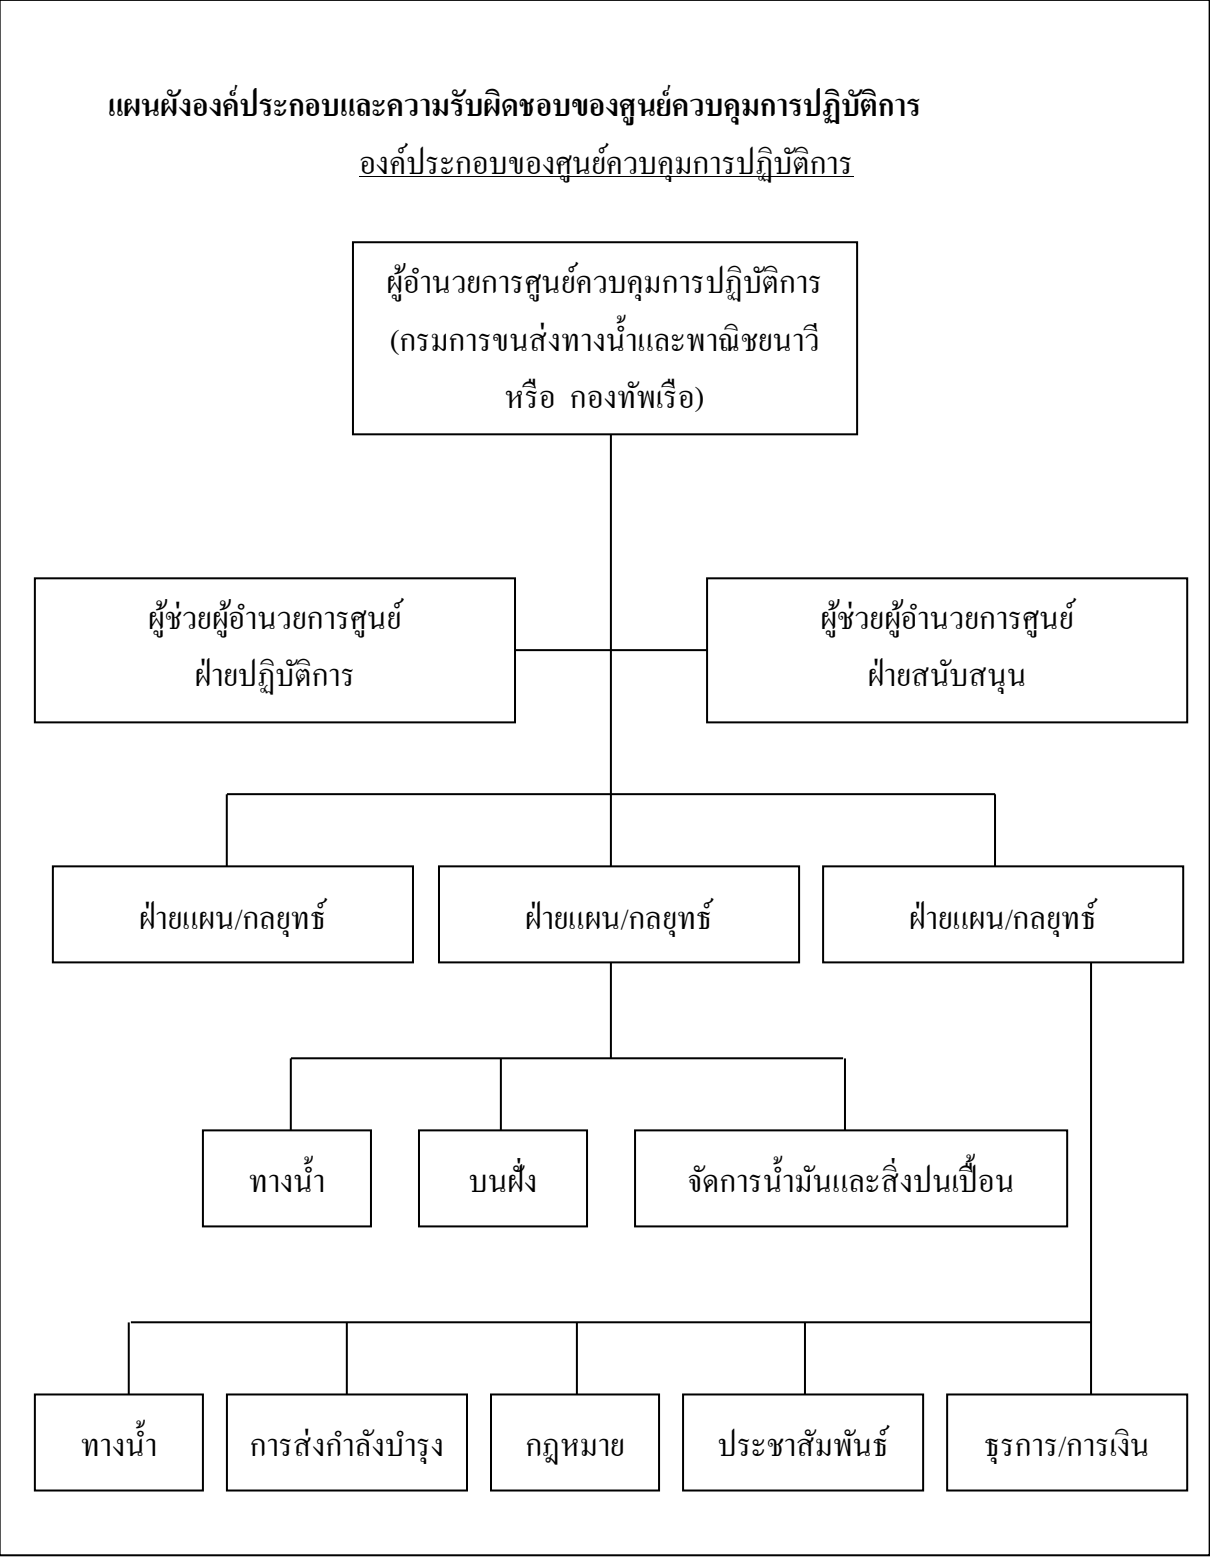 แผนผังองค์ประกอบและความรับผิดชอบของศูนย์ควบคุมการปฏิบัติการ
องค์ประกอบของศูนย์ควบคุมการปฏิบัติการ
ผู้อำนวยการศูนย์ควบคุมการปฏิบัติการ
(กรมการขนส่งทางน้ำและพาณิชยนาวี
หรือ กองทัพเรือ)
ผู้ช่วยผู้อำนวยการศูนย์
ฝ่ายปฏิบัติการ
ผู้ช่วยผู้อำนวยการศูนย์
ฝ่ายสนับสนุน
ฝ่ายแผน/กลยุทธ์
ฝ่ายแผน/กลยุทธ์
ฝ่ายแผน/กลยุทธ์
ทางน้ำ
บนฝั่ง
จัดการน้ำมันและสิ่งปนเปื้อน
ทางน้ำ
การส่งกำลังบำรุง
กฎหมาย
ประชาสัมพันธ์
ธุรการ/การเงิน